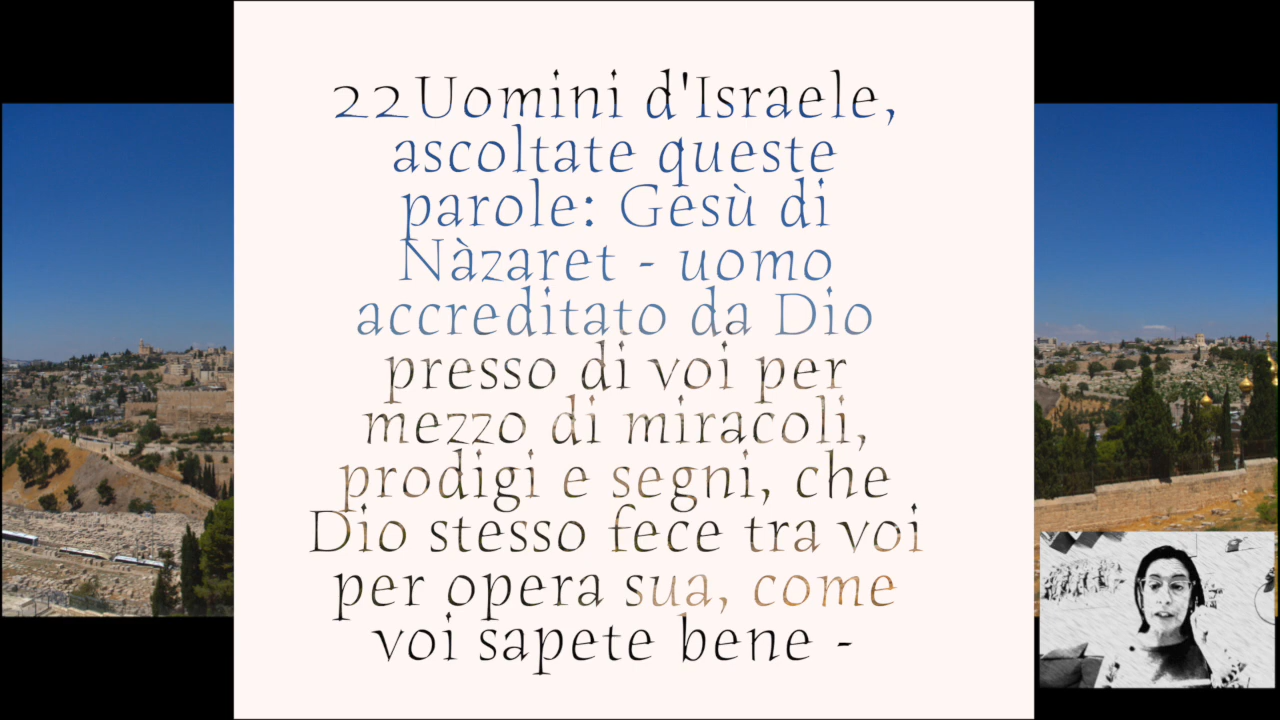 22Uomini d'Israele,
ascoltate queste
parole: Gesù di
Nàzaret - uomo
accreditato da Dio
presso di voi per
mezzo di miracoli,
prodigi e segni, che
Dio stesso fece tra voi
per opera sua, come
voi sapete bene -